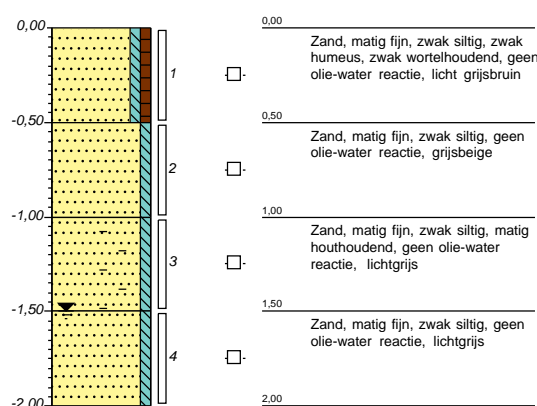 0,00
0,00
Zand, matig fijn, zwak siltig, zwak
humeus, zwak wortelhoudend, geen
olie-water reactie, licht grijsbruin
1
-0,50
0,50
Zand, matig fijn, zwak siltig, geen
olie-water reactie, grijsbeige
2
-1,00
1,00
Zand, matig fijn, zwak siltig, matig
houthoudend, geen olie-water
reactie, lichtgrijs
3
-1,50
1,50
Zand, matig fijn, zwak siltig, geen
olie-water reactie, lichtgrijs
4
-2,00
2,00